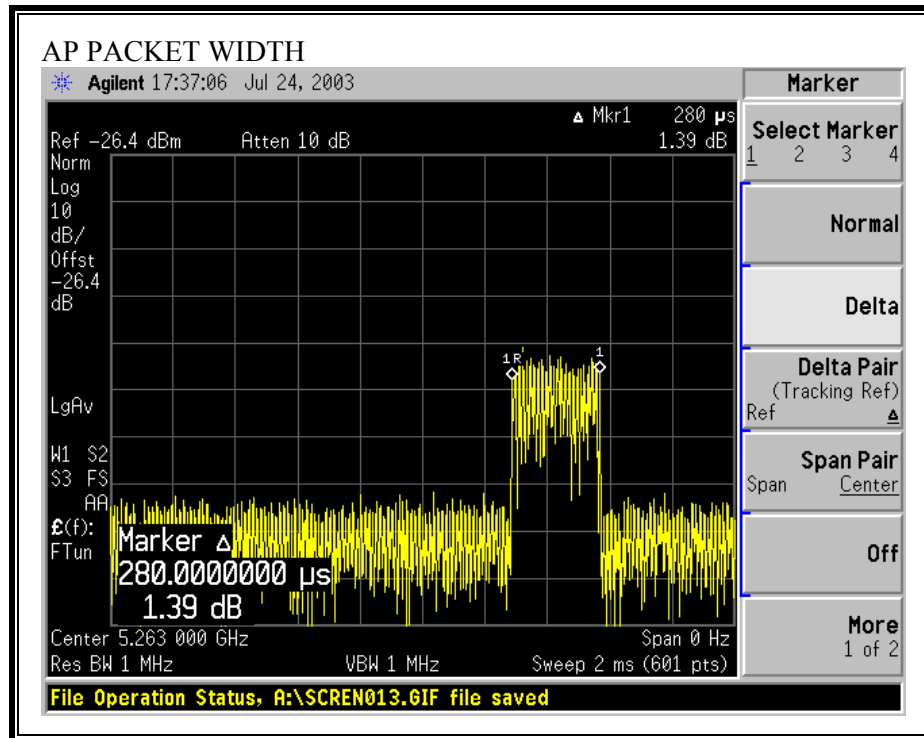 AP PACKET WIDTH
Agilent 17:37:06 Jul 24, 2003
Marker
Δ Mkr1 280 µs
Ref -26.4 dBm Atten 10 dB 1.39 dB
Norm
Log
10
dB/
Offst
-26.4
dB
1R
1
LgAv
W1 S2
S3 FS
AA
£(f):
FTun
Marker Δ
280.0000000 µs
1.39 dB
Center 5.263 000 GHz Span 0 Hz
Res BW 1 MHz VBW 1 MHz Sweep 2 ms (601 pts)
File Operation Status, A:\SCREN013.GIF file saved
Select Marker
1 2 3 4
Normal
Delta
Delta Pair
(Tracking Ref)
Ref Δ
Span Pair
Span Center
Off
More
1 of 2